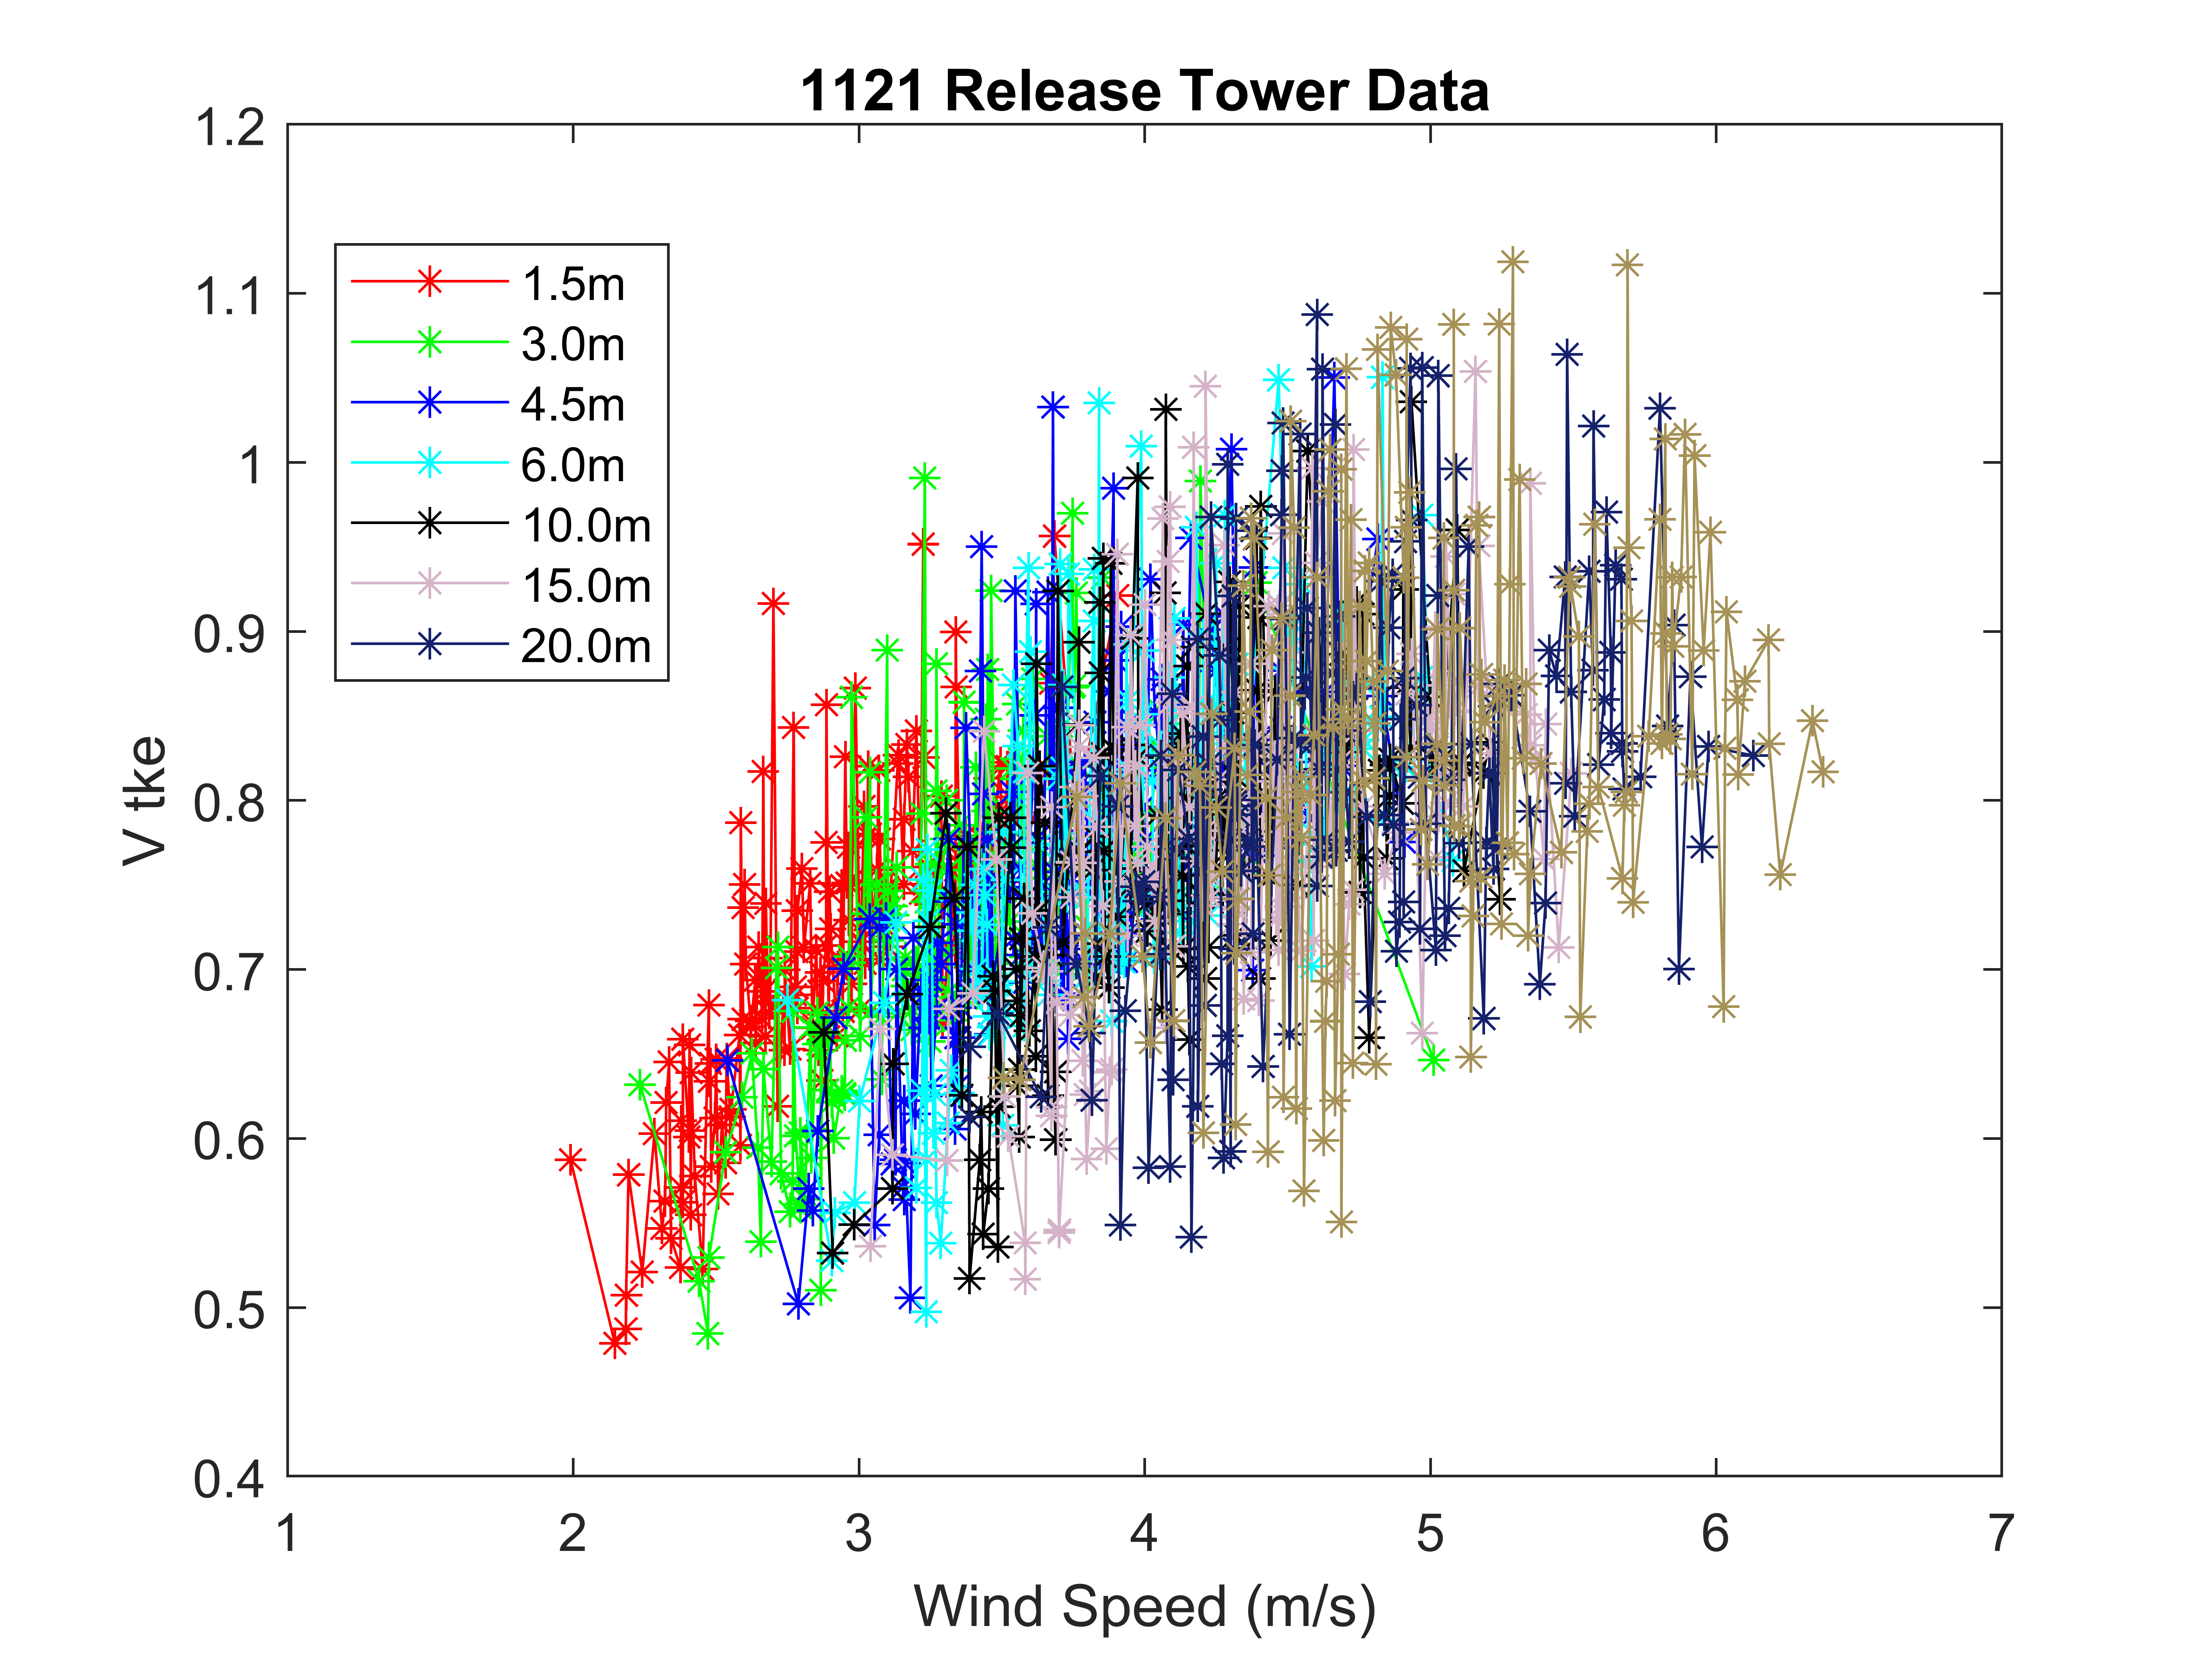 1121 Release Tower Data
1.2
1.1
1
0.9
0.8
0.7
0.6
0.5
0.4
V tke
1.5m
3.0m
4.5m
6.0m
10.0m
15.0m
20.0m
1 2 3 4 5 6 7
Wind Speed (m/s)